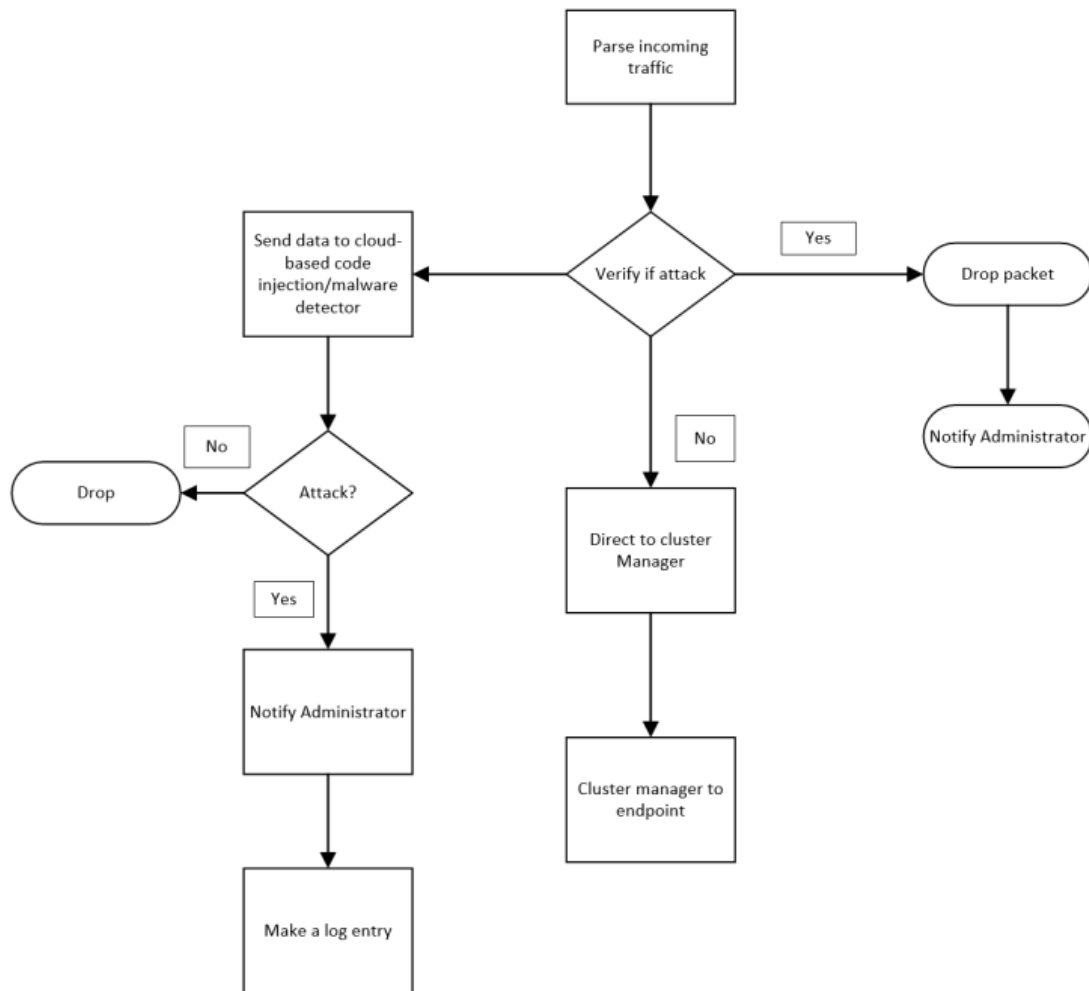 Parse incoming
traffic
Send data to cloud-
based code
injection/malware
detector
Verify if attack
Yes
Drop packet
No
Notify Administrator
No
Drop
Attack?
Direct to cluster
Manager
Yes
Notify Administrator
Cluster manager to
endpoint
Make a log entry